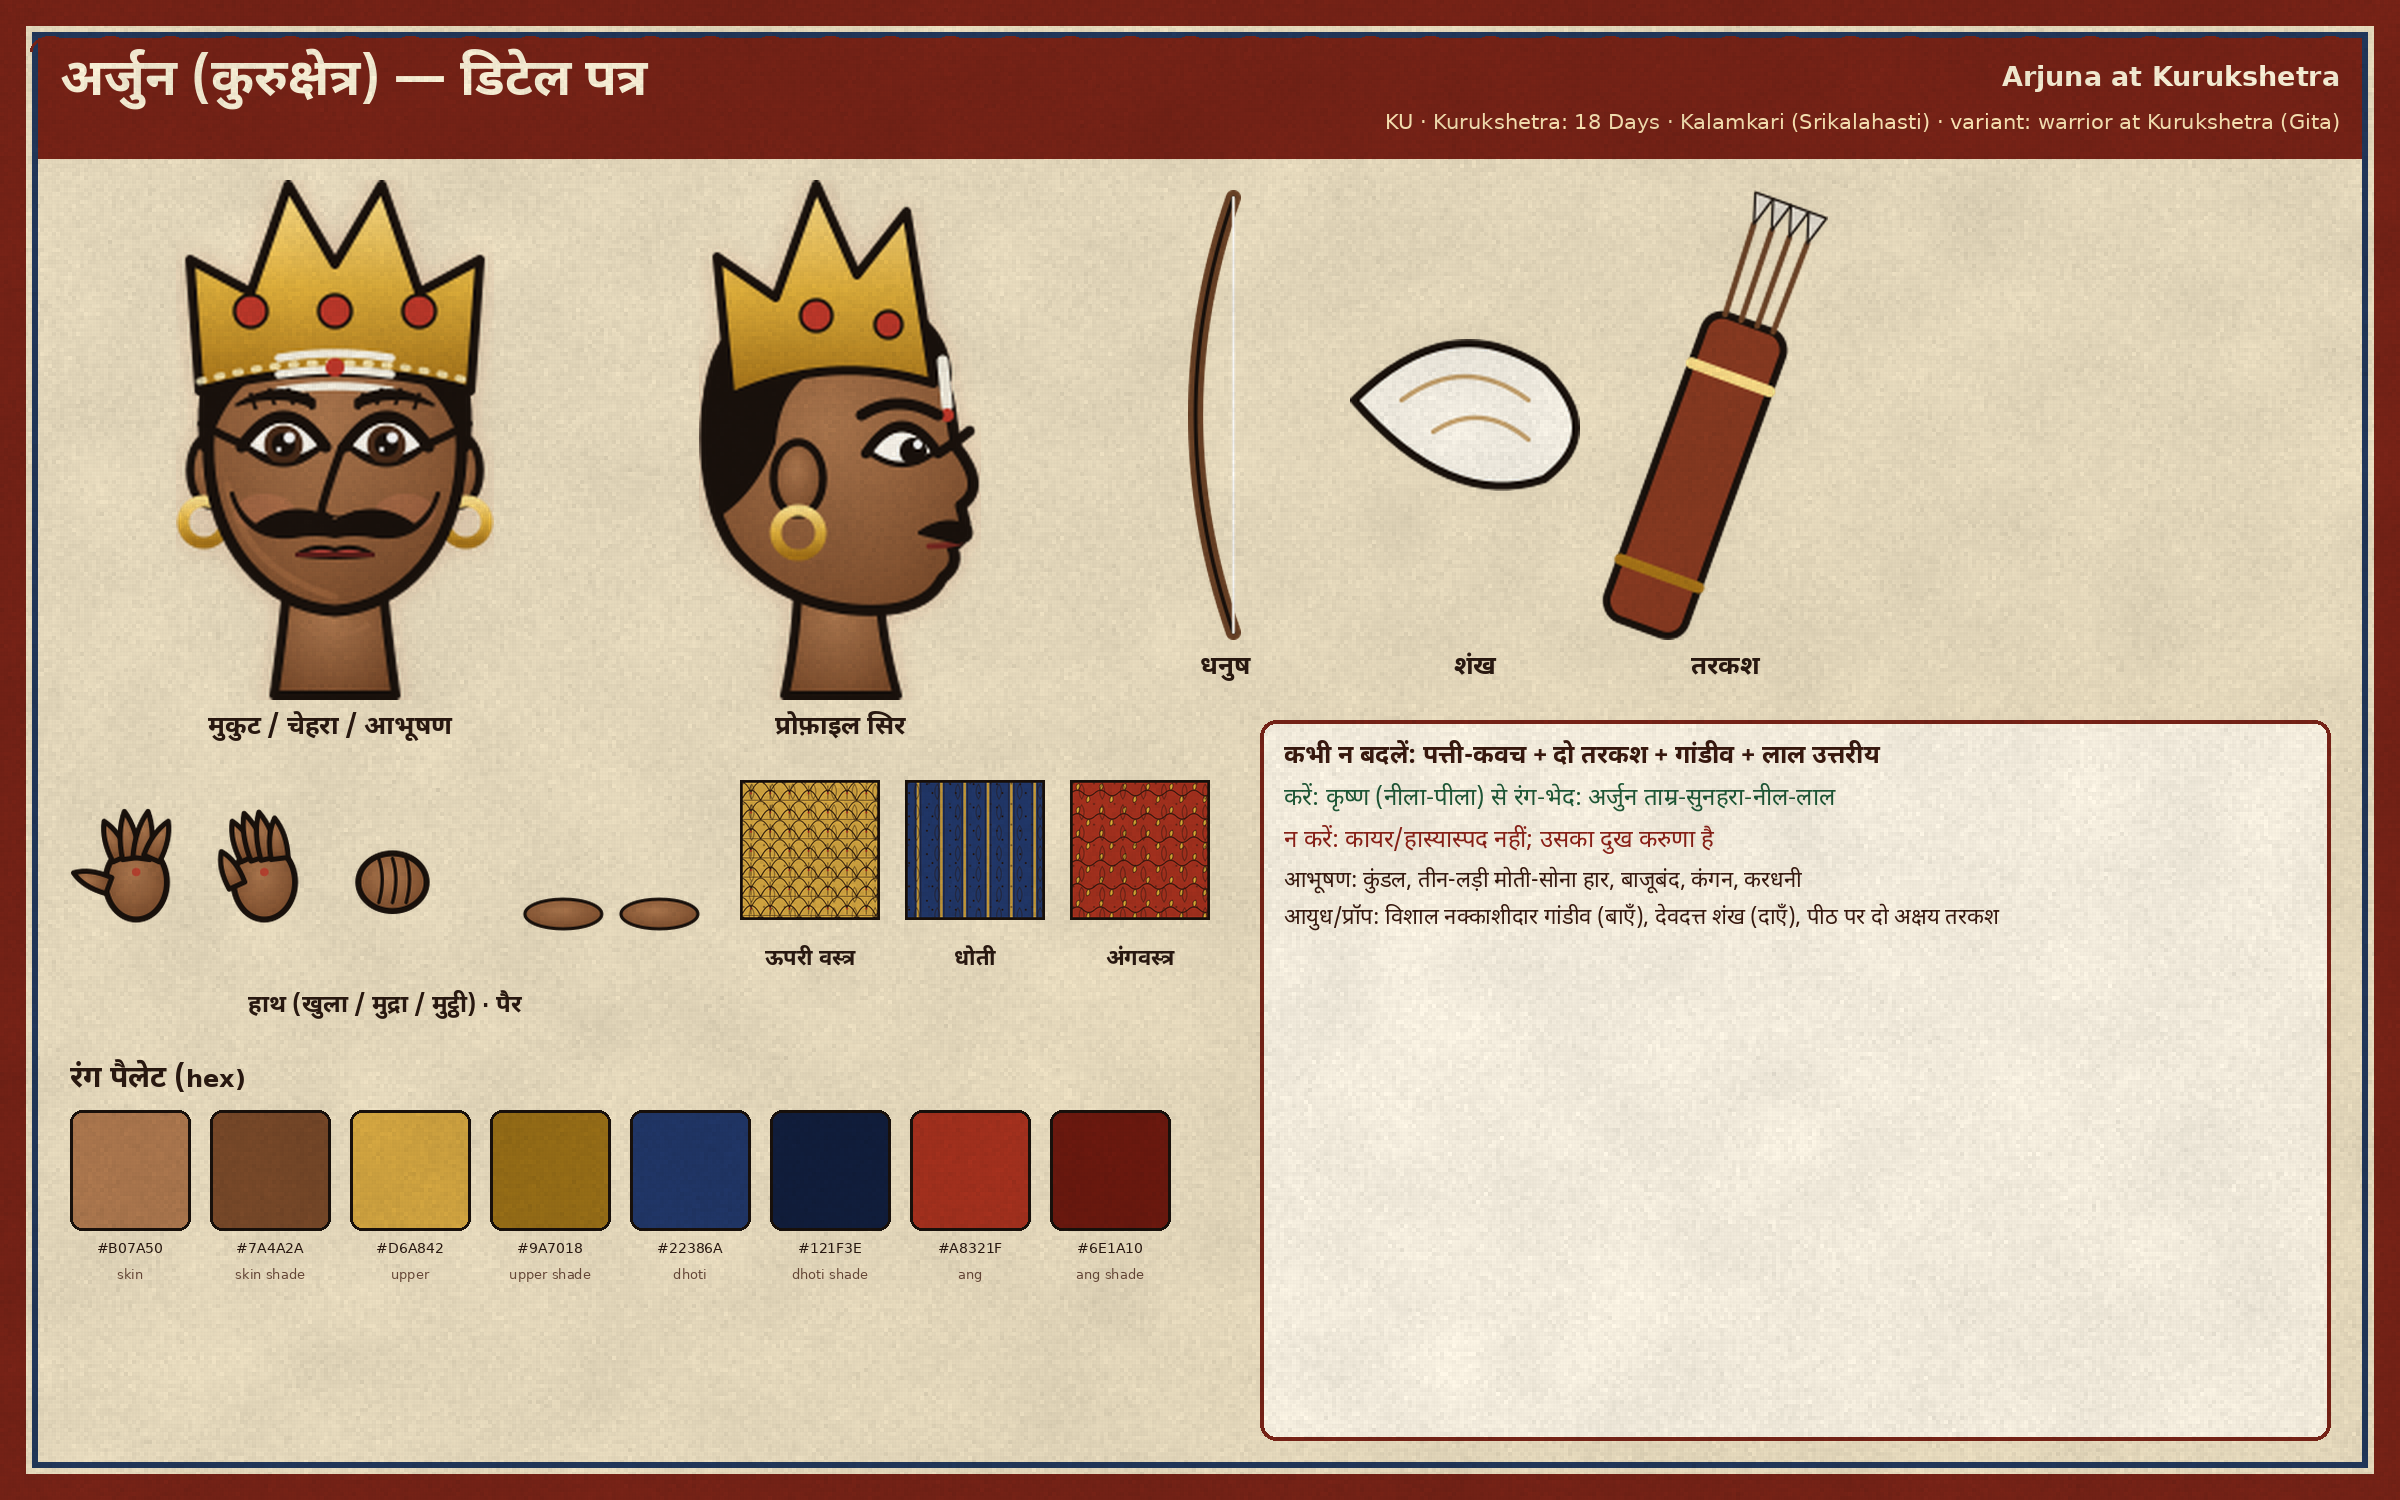 अर्जुन (कुरुक्षेत्र) — डिटेल पत्र
Arjuna at Kurukshetra
KU · Kurukshetra: 18 Days · Kalamkari (Srikalahasti) · variant: warrior at Kurukshetra (Gita)
धनुष
शंख
तरकश
मुकुट / चेहरा / आभूषण
प्रोफ़ाइल सिर
कभी न बदलें: पत्ती-कवच + दो तरकश + गांडीव + लाल उत्तरीय
करें: कृष्ण (नीला-पीला) से रंग-भेद: अर्जुन ताम्र-सुनहरा-नील-लाल
न करें: कायर/हास्यास्पद नहीं; उसका दुख करुणा है
आभूषण: कुंडल, तीन-लड़ी मोती-सोना हार, बाजूबंद, कंगन, करधनी
आयुध/प्रॉप: विशाल नक्काशीदार गांडीव (बाएँ), देवदत्त शंख (दाएँ), पीठ पर दो अक्षय तरकश
ऊपरी वस्त्र
धोती
अंगवस्त्र
हाथ (खुला / मुद्रा / मुट्ठी) · पैर
रंग पैलेट (hex)
#B07A50
#7A4A2A
#D6A842
#9A7018
#22386A
#121F3E
#A8321F
#6E1A10
skin
skin shade
upper
upper shade
dhoti
dhoti shade
ang
ang shade